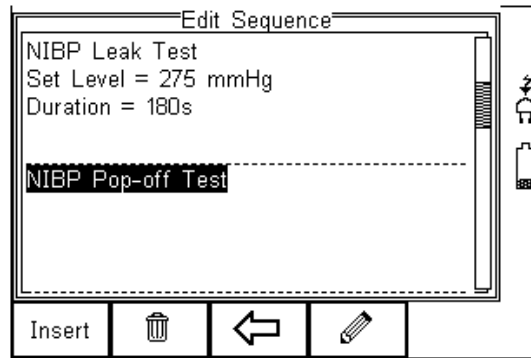 Edit Sequence
NIBP Leak Test
Set Level = 275 mmHg
Duration = 180s
NIBP Pop-off Test
Insert